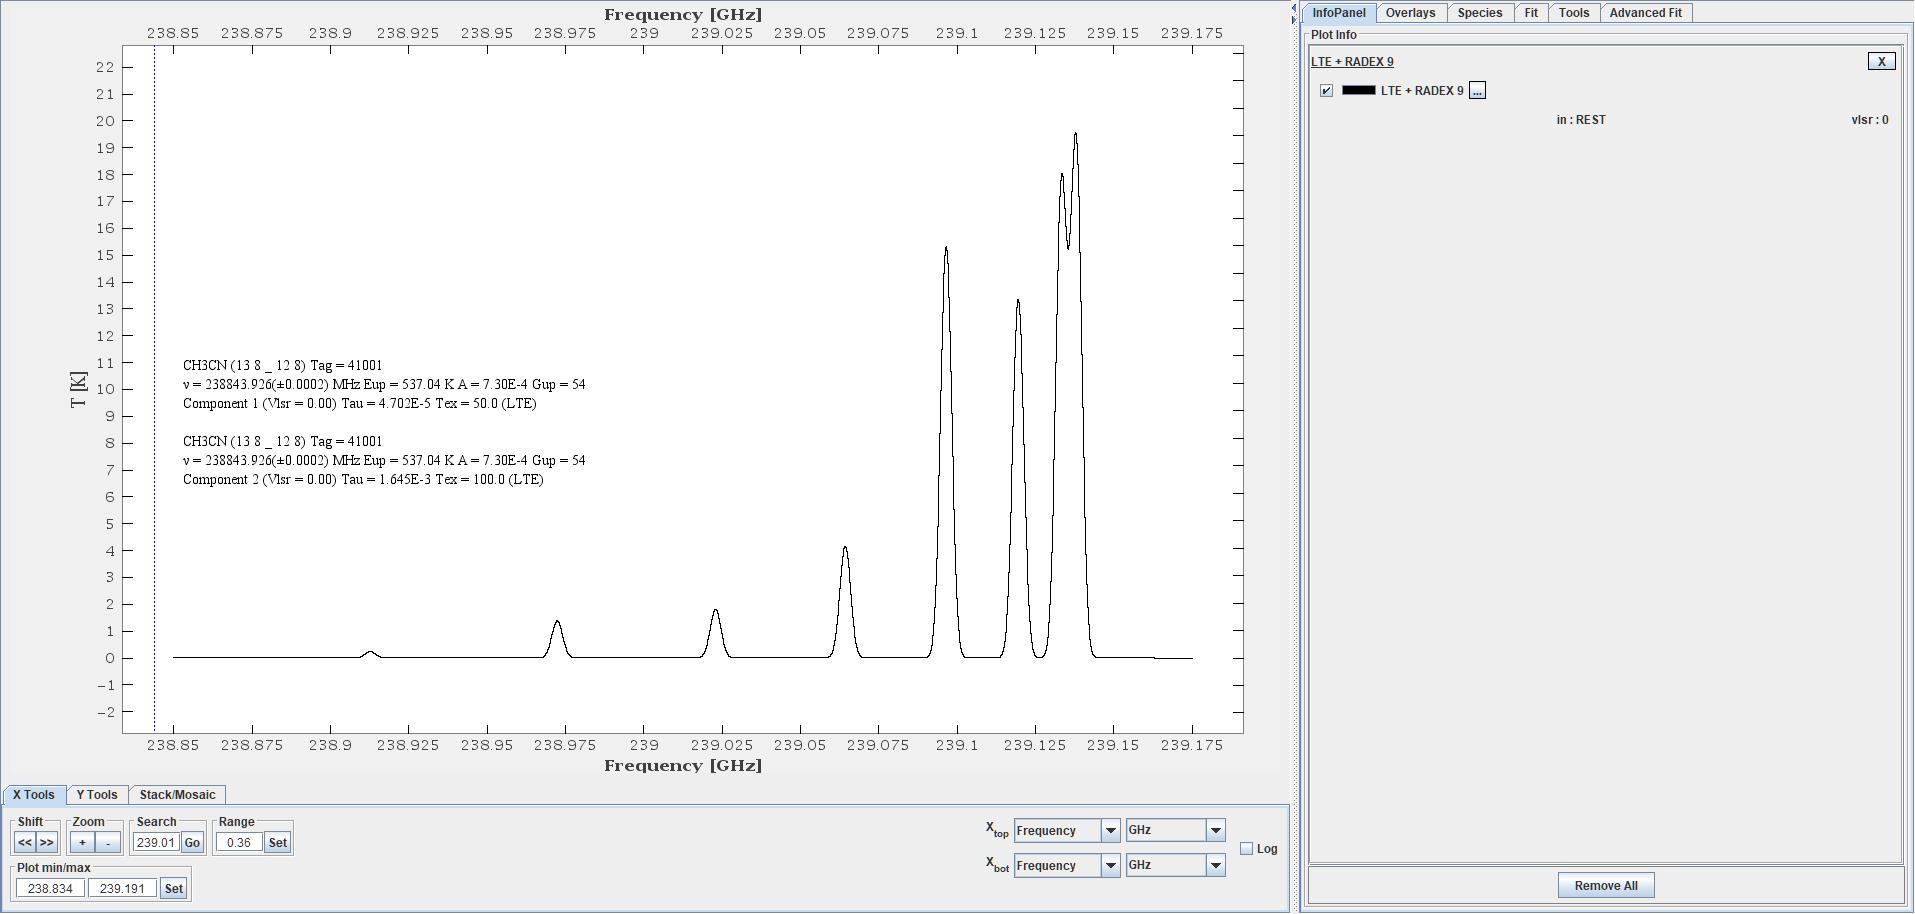 Frequency [GHz]
238.85 238.875 238.9 238.925 238.95 238.975 239 239.025 239.05 239.075 239.1 239.125 239.15 239.175
22
21
20
19
18
17
16
15
14
13
12
11
10
9
8
7
6
5
4
3
2
1
0
-1
-2
T [K]
CH3CN (13 8 _ 12 8) Tag = 41001
ν = 238843.926(±0.0002) MHz Eup = 537.04 K A = 7.30E-4 Gup = 54
Component 1 (Vlsr = 0.00) Tau = 4.702E-5 Tex = 50.0 (LTE)
CH3CN (13 8 _ 12 8) Tag = 41001
ν = 238843.926(±0.0002) MHz Eup = 537.04 K A = 7.30E-4 Gup = 54
Component 2 (Vlsr = 0.00) Tau = 1.645E-3 Tex = 100.0 (LTE)
238.85 238.875 238.9 238.925 238.95 238.975 239 239.025 239.05 239.075 239.1 239.125 239.15 239.175
Frequency [GHz]
X Tools Y Tools Stack/Mosaic
Shift Zoom Search Range
<< >> + - 239.01 Go 0.36 Set
Plot min/max
238.834 239.191 Set
Xtop Frequency GHz
Xbot Frequency GHz
Log
InfoPanel Overlays Species Fit Tools Advanced Fit
Plot Info
LTE + RADEX 9 X
LTE + RADEX 9 ...
in : REST vlsr : 0
Remove All